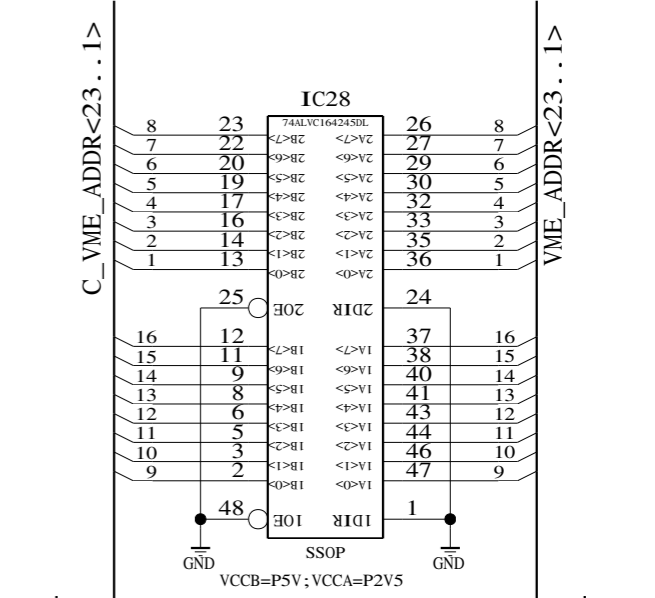 C_VME_ADDR<23..1>
VME_ADDR<23..1>
IC28
74ALVC164245DL
8 23 2B<7> 2A<7> 26 8
7 22 2B<6> 2A<6> 27 7
6 20 2B<5> 2A<5> 29 6
5 19 2B<4> 2A<4> 30 5
4 17 2B<3> 2A<3> 32 4
3 16 2B<2> 2A<2> 33 3
2 14 2B<1> 2A<1> 35 2
1 13 2B<0> 2A<0> 36 1
25 2OE 2DIR 24
16 12 1B<7> 1A<7> 37 16
15 11 1B<6> 1A<6> 38 15
14 9 1B<5> 1A<5> 40 14
13 8 1B<4> 1A<4> 41 13
12 6 1B<3> 1A<3> 43 12
11 5 1B<2> 1A<2> 44 11
10 3 1B<1> 1A<1> 46 10
9 2 1B<0> 1A<0> 47 9
48 1OE 1DIR 1
SSOP
GND GND
VCCB=P5V;VCCA=P2V5